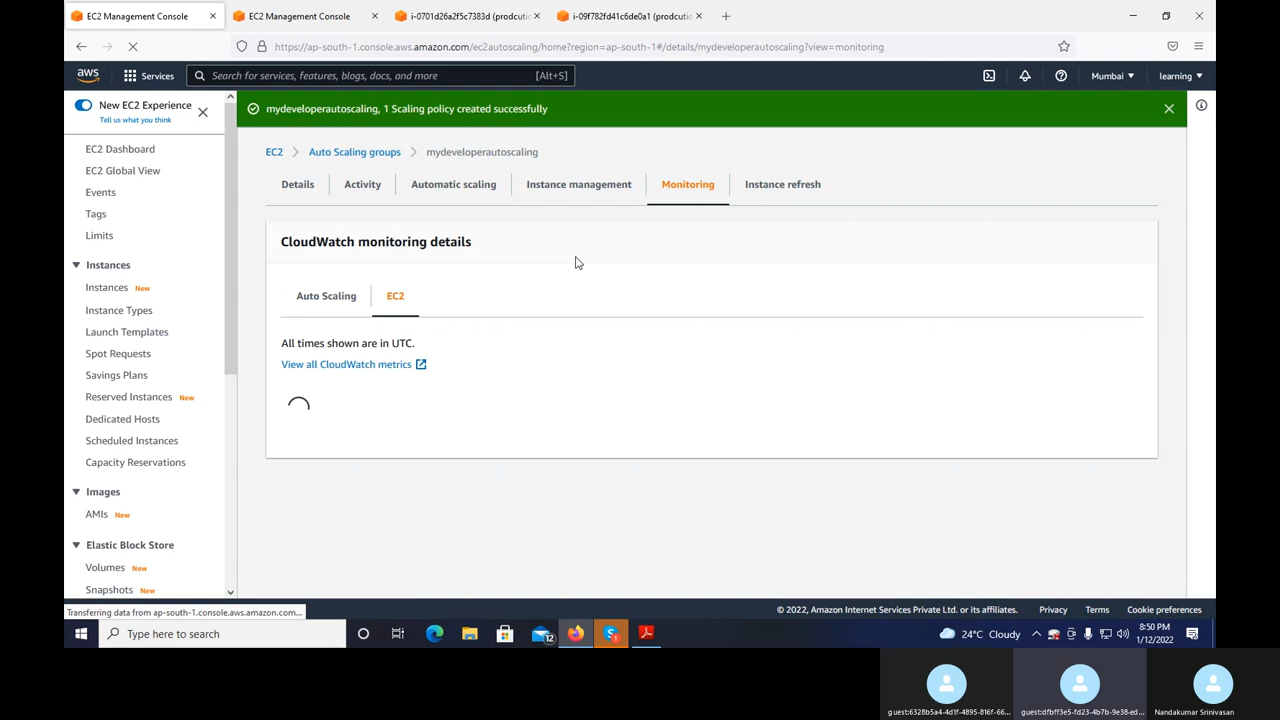 EC2 Management Console
EC2 Management Console
i-0701d26a2f5c7383d (prodcutio
i-09f782fd41c6de0a1 (prodcutio
https://ap-south-1.console.aws.amazon.com/ec2autoscaling/home?region=ap-south-1#/details/mydeveloperautoscaling?view=monitoring
aws
Services
Search for services, features, blogs, docs, and more
[Alt+S]
Mumbai
learning
New EC2 Experience
Tell us what you think
mydeveloperautoscaling, 1 Scaling policy created successfully
EC2 Dashboard
EC2 Global View
Events
Tags
Limits
Instances
Instances New
Instance Types
Launch Templates
Spot Requests
Savings Plans
Reserved Instances New
Dedicated Hosts
Scheduled Instances
Capacity Reservations
Images
AMIs New
Elastic Block Store
Volumes New
Snapshots New
EC2 > Auto Scaling groups > mydeveloperautoscaling
Details
Activity
Automatic scaling
Instance management
Monitoring
Instance refresh
CloudWatch monitoring details
Auto Scaling
EC2
All times shown are in UTC.
View all CloudWatch metrics
Transferring data from ap-south-1.console.aws.amazon.com...
© 2022, Amazon Internet Services Private Ltd. or its affiliates.
Privacy
Terms
Cookie preferences
Type here to search
12
24°C Cloudy
8:50 PM
1/12/2022
guest:6328b5a4-4d1f-4895-816f-66...
guest:dfbff3e5-fd23-4b7b-9e38-ed...
Nandakumar Srinivasan